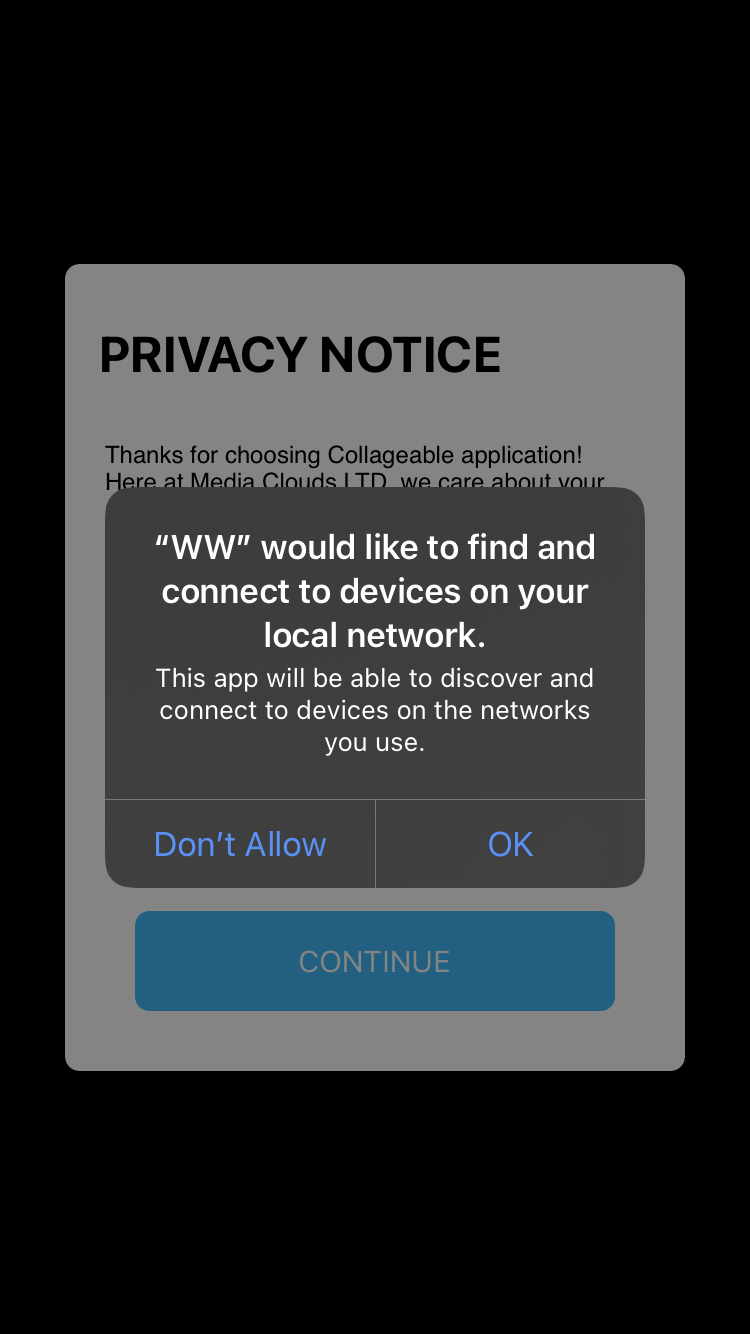 PRIVACY NOTICE
Thanks for choosing Collageable application!
Here at Media Clouds LTD, we care about your
“WW” would like to find and
connect to devices on your
local network.
This app will be able to discover and
connect to devices on the networks
you use.
Don’t Allow
OK
CONTINUE